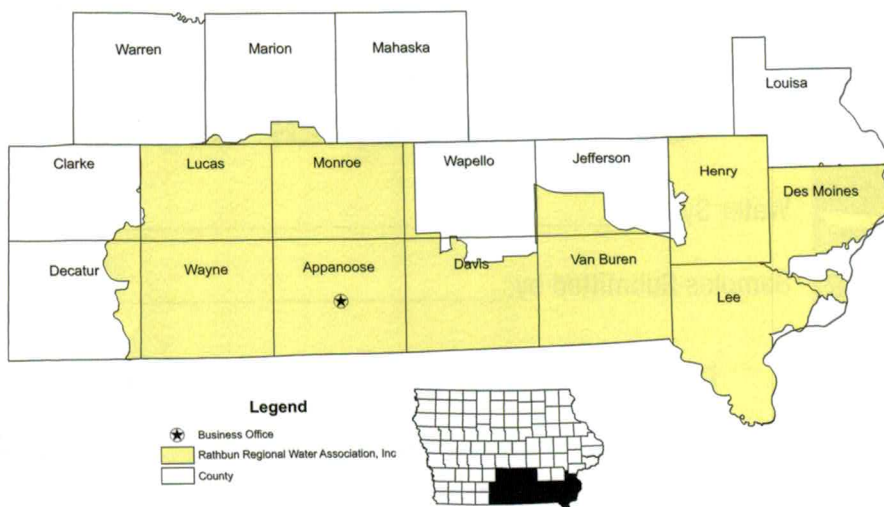 Warren
Marion
Mahaska
Louisa
Clarke
Lucas
Monroe
Wapello
Jefferson
Henry
Des Moines
Decatur
Wayne
Appanoose
Davis
Van Buren
Lee
Legend
Business Office
Rathbun Regional Water Association, Inc
County